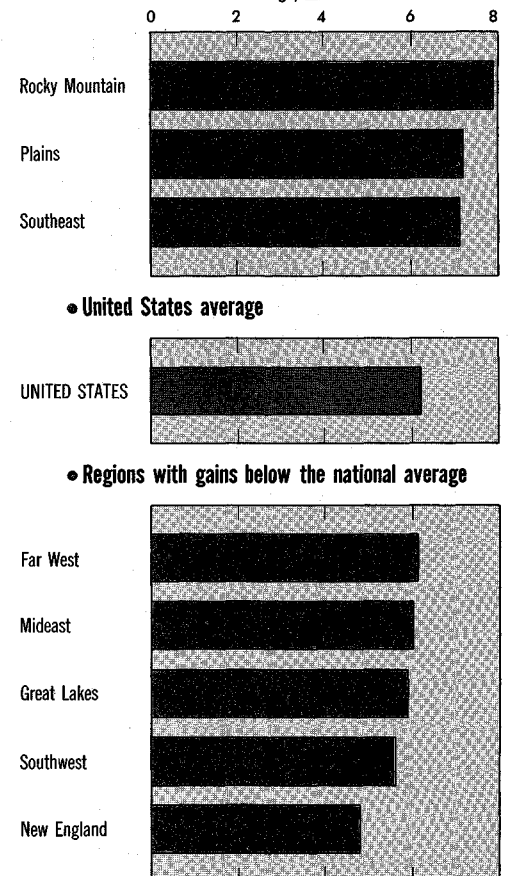 0 2 4 6 8
Rocky Mountain
Plains
Southeast
• United States average
UNITED STATES
• Regions with gains below the national average
Far West
Mideast
Great Lakes
Southwest
New England